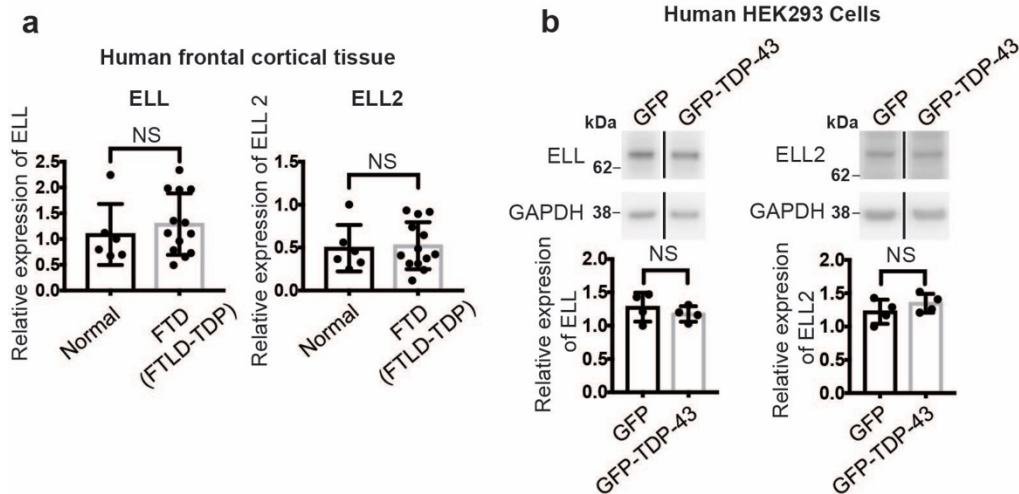 a
Human frontal cortical tissue
ELL
Relative expression of ELL
NS
2.5
2.0
1.5
1.0
0.5
0.0
Normal
FTD
(FTLD-TDP)
ELL2
Relative expression of ELL 2
NS
1.5
1.0
0.5
0.0
Normal
FTD
(FTLD-TDP)
b
Human HEK293 Cells
kDa
GFP
GFP-TDP-43
ELL
62
GAPDH
38
Relative expresion
of ELL
NS
2.0
1.5
1.0
0.5
0.0
GFP
GFP-TDP-43
kDa
GFP
GFP-TDP-43
ELL2
62
GAPDH
38
Relative expresion
of ELL2
NS
2.0
1.5
1.0
0.5
0.0
GFP
GFP-TDP-43